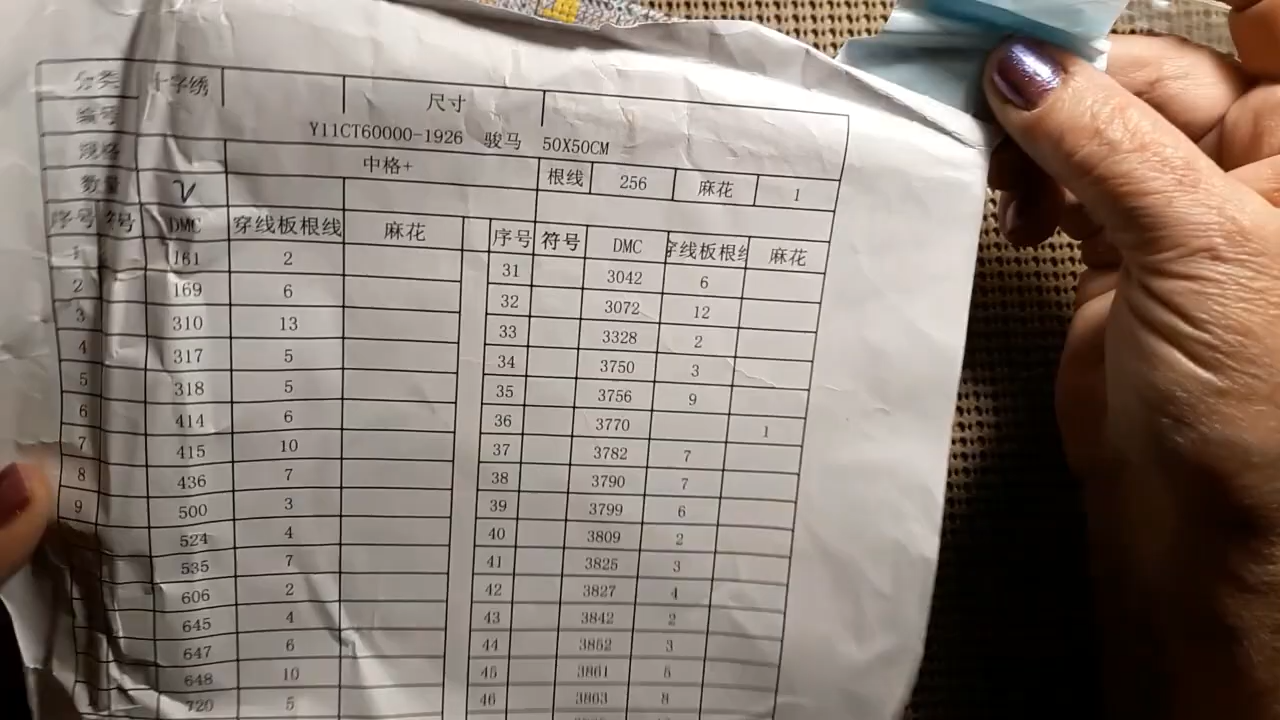 分类 十字绣 尺寸
编号 Y11CT60000-1926 骏马 50X50CM
规格 中格+ 根线 256 麻花 1
数量 V
序号 符号 DMC 穿线板根线 麻花 序号 符号 DMC 穿线板根线 麻花
1 161 2 31 3042 6
2 169 6 32 3072 12
3 310 13 33 3328 2
4 317 5 34 3750 3
5 318 5 35 3756 9
6 414 6 36 3770 1
7 415 10 37 3782 7
8 436 7 38 3790 7
9 500 3 39 3799 6
524 4 40 3809 2
535 7 41 3825 3
606 2 42 3827 4
645 4 43 3842 2
647 6 44 3852 3
648 10 45 3861 5
720 5 46 3863 8